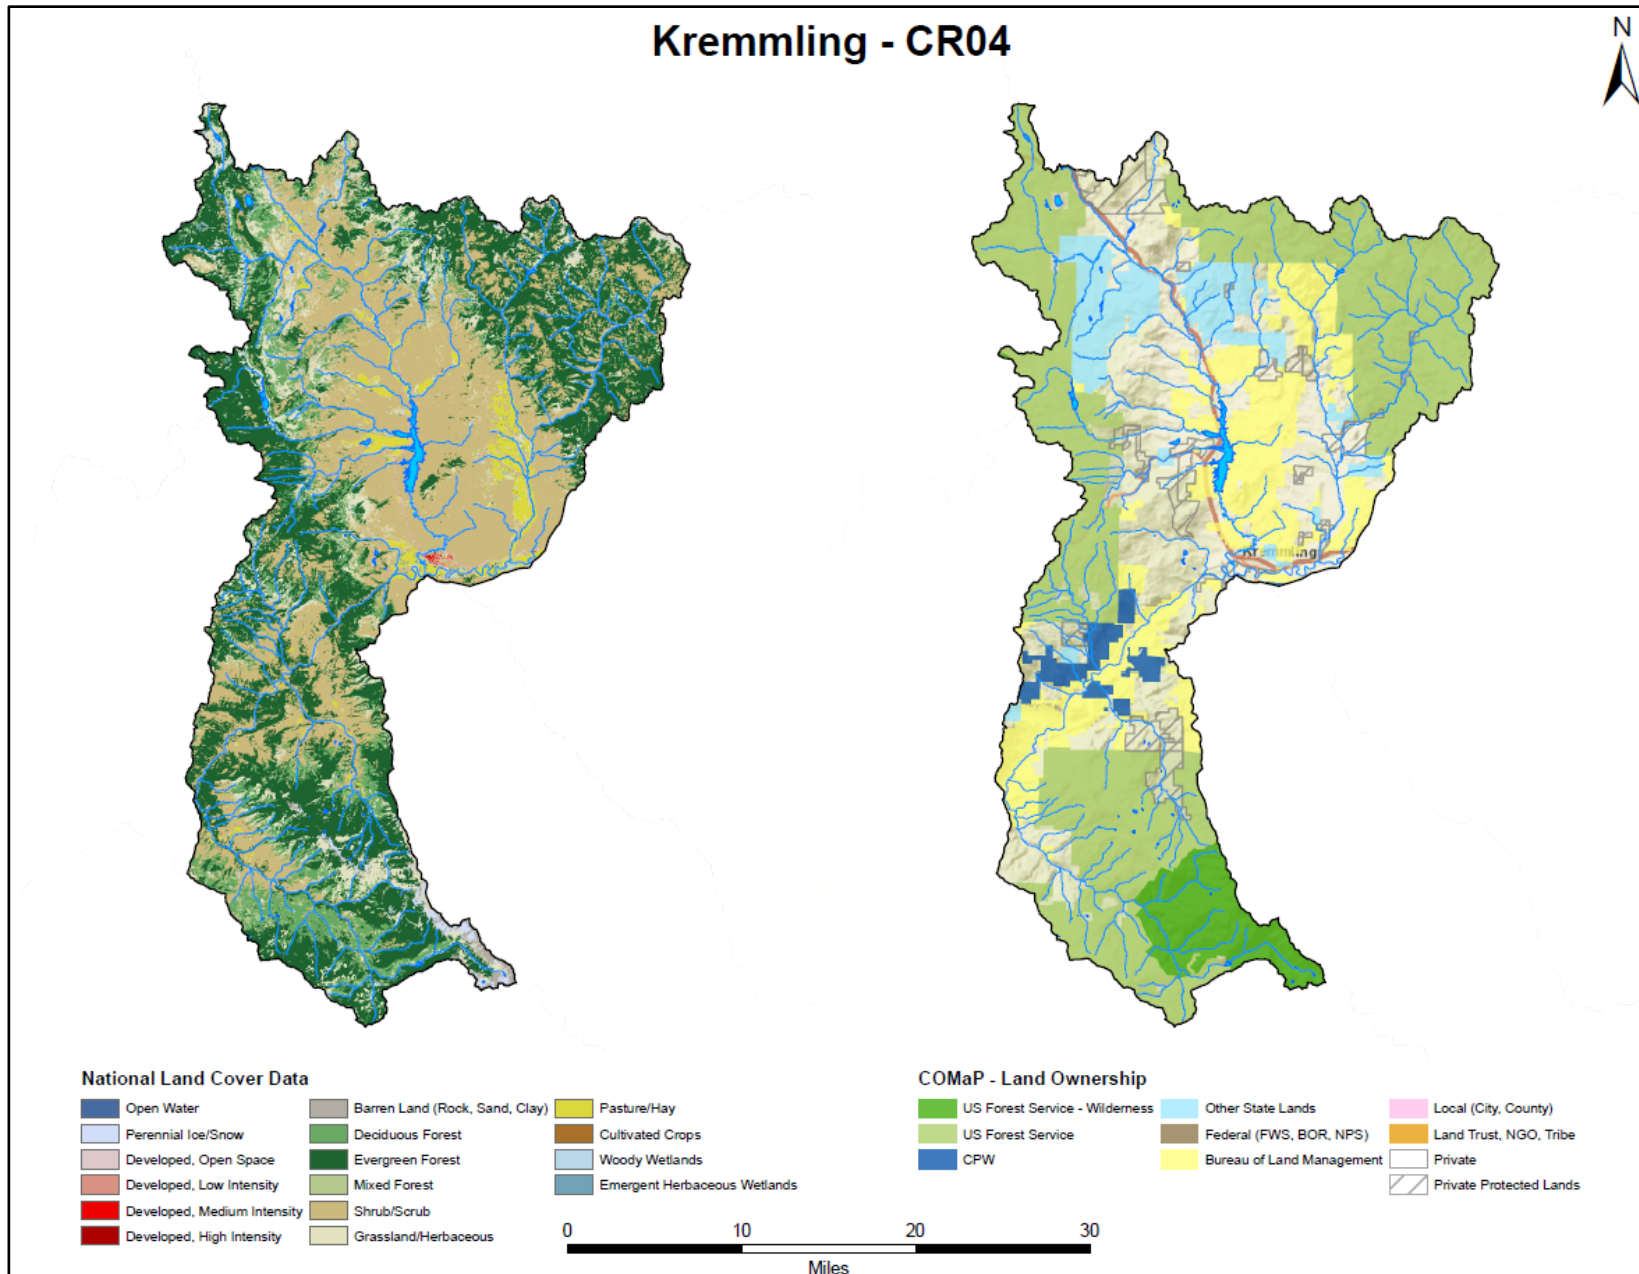 Kremmling - CR04
N
Kremmling
National Land Cover Data
Open Water
Perennial Ice/Snow
Developed, Open Space
Developed, Low Intensity
Developed, Medium Intensity
Developed, High Intensity
Barren Land (Rock, Sand, Clay)
Deciduous Forest
Evergreen Forest
Mixed Forest
Shrub/Scrub
Grassland/Herbaceous
Pasture/Hay
Cultivated Crops
Woody Wetlands
Emergent Herbaceous Wetlands
COMaP - Land Ownership
US Forest Service - Wilderness
US Forest Service
CPW
Other State Lands
Federal (FWS, BOR, NPS)
Bureau of Land Management
Local (City, County)
Land Trust, NGO, Tribe
Private
Private Protected Lands
0 10 20 30
Miles